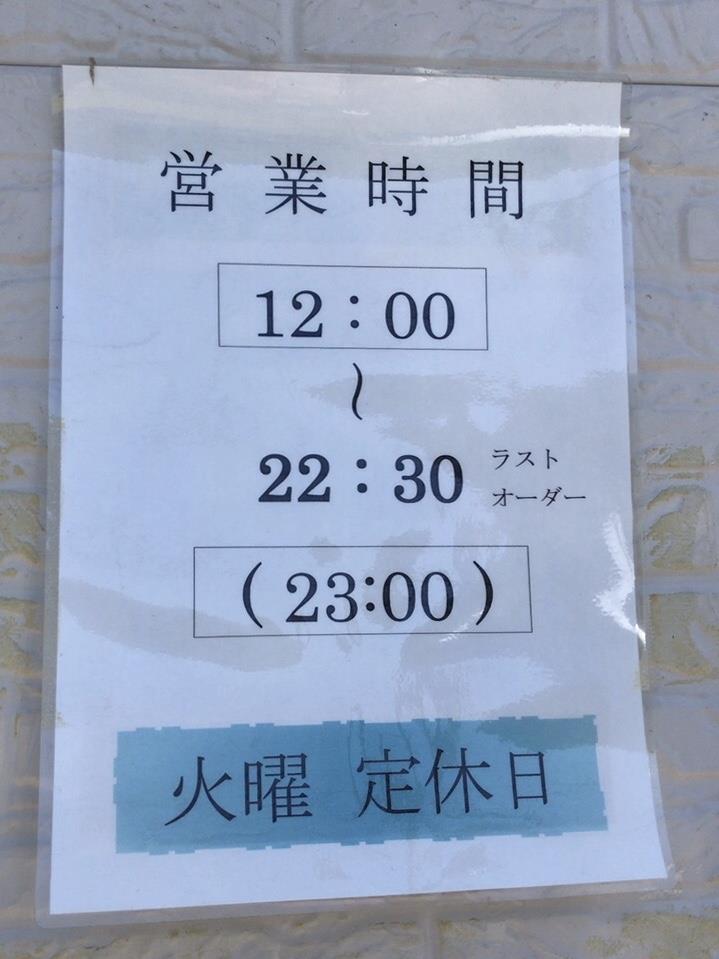 営業時間
12：00
～
22：30 ラスト
オーダー
（23:00）
火曜 定休日